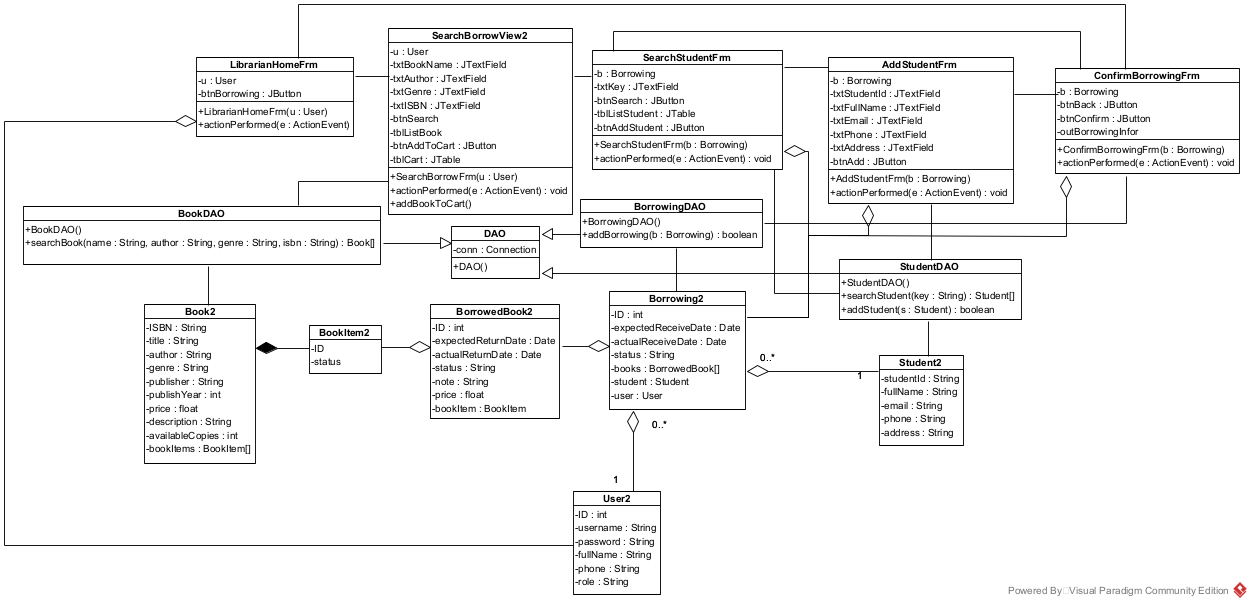 LibrarianHomeFrm
-u : User
-btnBorrowing : JButton
+LibrarianHomeFrm(u : User)
+actionPerformed(e : ActionEvent)
SearchBorrowView2
-u : User
-txtBookName : JTextField
-txtAuthor : JTextField
-txtGenre : JTextField
-txtISBN : JTextField
-btnSearch
-tblListBook
-btnAddToCart : JButton
-tblCart : JTable
+SearchBorrowFrm(u : User)
+actionPerformed(e : ActionEvent) : void
+addBookToCart()
SearchStudentFrm
-b : Borrowing
-txtKey : JTextField
-btnSearch : JButton
-tblListStudent : JTable
-btnAddStudent : JButton
+SearchStudentFrm(b : Borrowing)
+actionPerformed(e : ActionEvent) : void
AddStudentFrm
-b : Borrowing
-txtStudentId : JTextField
-txtFullName : JTextField
-txtEmail : JTextField
-txtPhone : JTextField
-txtAddress : JTextField
-btnAdd : JButton
+AddStudentFrm(b : Borrowing)
+actionPerformed(e : ActionEvent) : void
ConfirmBorrowingFrm
-b : Borrowing
-btnBack : JButton
-btnConfirm : JButton
-outBorrowingInfor
+ConfirmBorrowingFrm(b : Borrowing)
+actionPerformed(e : ActionEvent) : void
BookDAO
+BookDAO()
+searchBook(name : String, author : String, genre : String, isbn : String) : Book[]
DAO
-conn : Connection
+DAO()
BorrowingDAO
+BorrowingDAO()
+addBorrowing(b : Borrowing) : boolean
StudentDAO
+StudentDAO()
+searchStudent(key : String) : Student[]
+addStudent(s : Student) : boolean
Book2
-ISBN : String
-title : String
-author : String
-genre : String
-publisher : String
-publishYear : int
-price : float
-description : String
-availableCopies : int
-bookItems : BookItem[]
BookItem2
-ID
-status
BorrowedBook2
-ID : int
-expectedReturnDate : Date
-actualReturnDate : Date
-status : String
-note : String
-price : float
-bookItem : BookItem
Borrowing2
-ID : int
-expectedReceiveDate : Date
-actualReceiveDate : Date
-status : String
-books : BorrowedBook[]
-student : Student
-user : User
0..*
1
Student2
-studentId : String
-fullName : String
-email : String
-phone : String
-address : String
0..*
1
User2
-ID : int
-username : String
-password : String
-fullName : String
-phone : String
-role : String
Powered By Visual Paradigm Community Edition